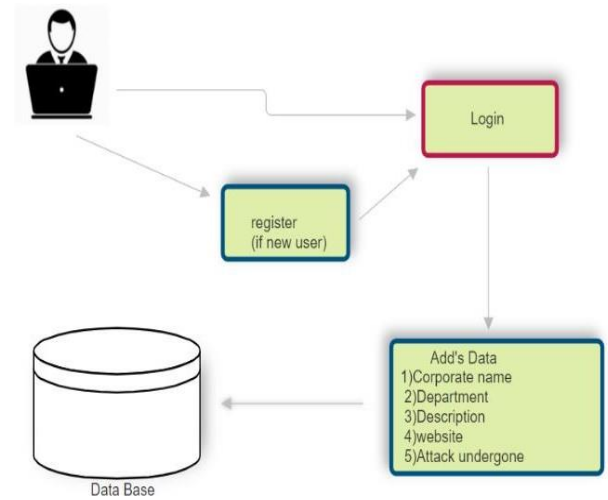 Login
register
(if new user)
Add's Data
1)Corporate name
2)Department
3)Description
4)website
5)Attack undergone
Data Base